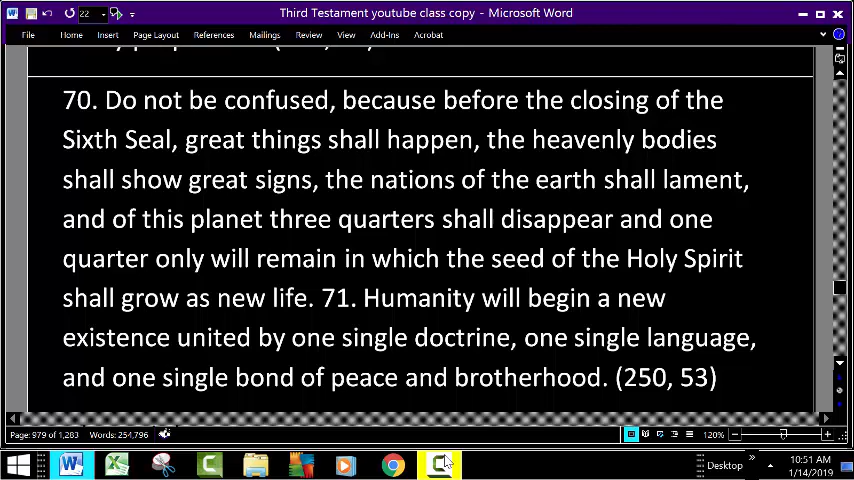 Third Testament youtube class copy - Microsoft Word
22
File Home Insert Page Layout References Mailings Review View Add-Ins Acrobat
70. Do not be confused, because before the closing of the
Sixth Seal, great things shall happen, the heavenly bodies
shall show great signs, the nations of the earth shall lament,
and of this planet three quarters shall disappear and one
quarter only will remain in which the seed of the Holy Spirit
shall grow as new life. 71. Humanity will begin a new
existence united by one single doctrine, one single language,
and one single bond of peace and brotherhood. (250, 53)
Page: 979 of 1,283 Words: 254,796 120%
Desktop
10:51 AM
1/14/2019